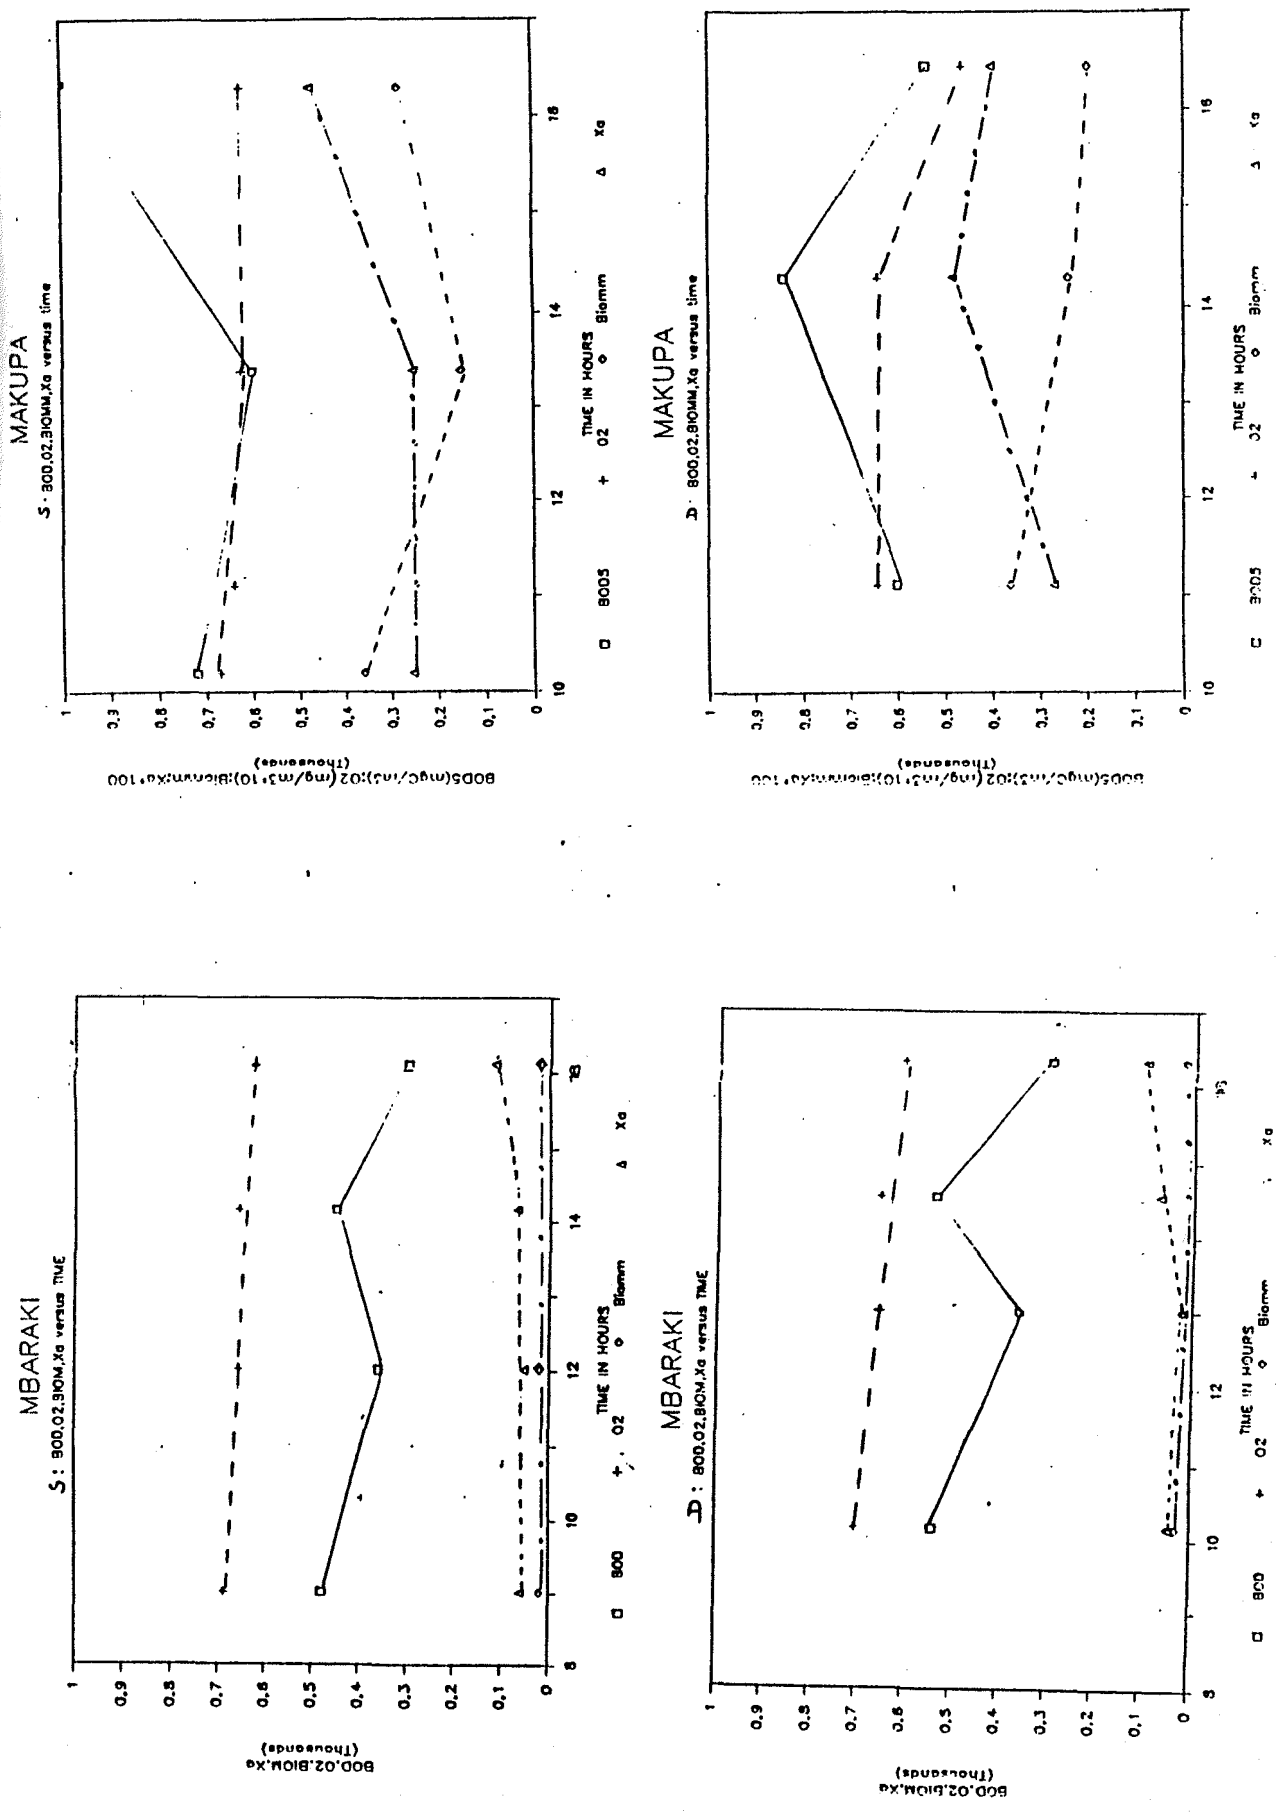 MAKUPA
S - BOD,O2,BIOMM,Xa versus time
BOD5(mgC/m3);O2(mg/m3*10);Biomm;Xa*100
(Thousands)
1
0.9
0.8
0.7
0.6
0.5
0.4
0.3
0.2
0.1
0
10
12
14
16
TIME IN HOURS
BOD5
O2
Biomm
Xa
MAKUPA
D - BOD,O2,BIOMM,Xa versus time
BOD5(mgC/m3);O2(mg/m3*10);Biomm;Xa*100
(Thousands)
1
0.9
0.8
0.7
0.6
0.5
0.4
0.3
0.2
0.1
0
10
12
14
16
TIME IN HOURS
BOD5
O2
Biomm
Xa
MBARAKI
S : BOD,O2,BIOM,Xa versus TIME
BOD,O2,BIOM,Xa
(Thousands)
1
0.9
0.8
0.7
0.6
0.5
0.4
0.3
0.2
0.1
0
8
10
12
14
16
TIME IN HOURS
BOD
O2
Biomm
Xa
MBARAKI
D : BOD,O2,BIOM,Xa versus TIME
BOD,O2,BIOM,Xa
(Thousands)
1
0.9
0.8
0.7
0.6
0.5
0.4
0.3
0.2
0.1
0
8
10
12
16
TIME IN HOURS
BOD
O2
Biomm
Xa